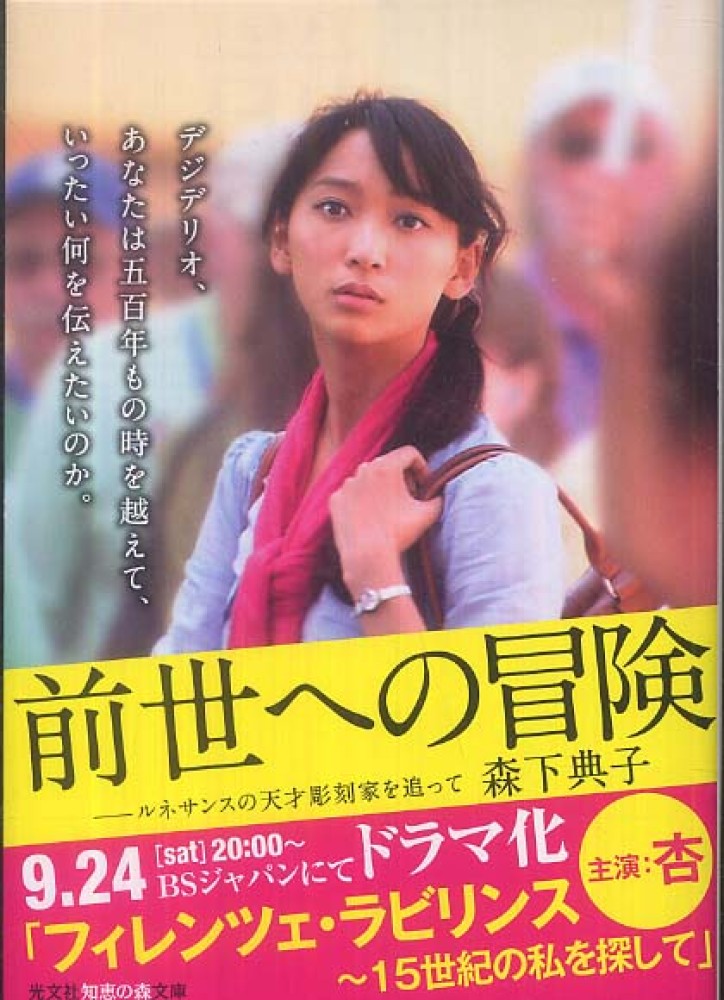 デジデリオ、
あなたは五百年もの時を越えて、
いったい何を伝えたいのか。
前世への冒険
──ルネサンスの天才彫刻家を追って 森下典子
9.24 [sat] 20:00～
BSジャパンにて ドラマ化
主演：杏
「フィレンツェ・ラビリンス
～15世紀の私を探して」
光文社知恵の森文庫